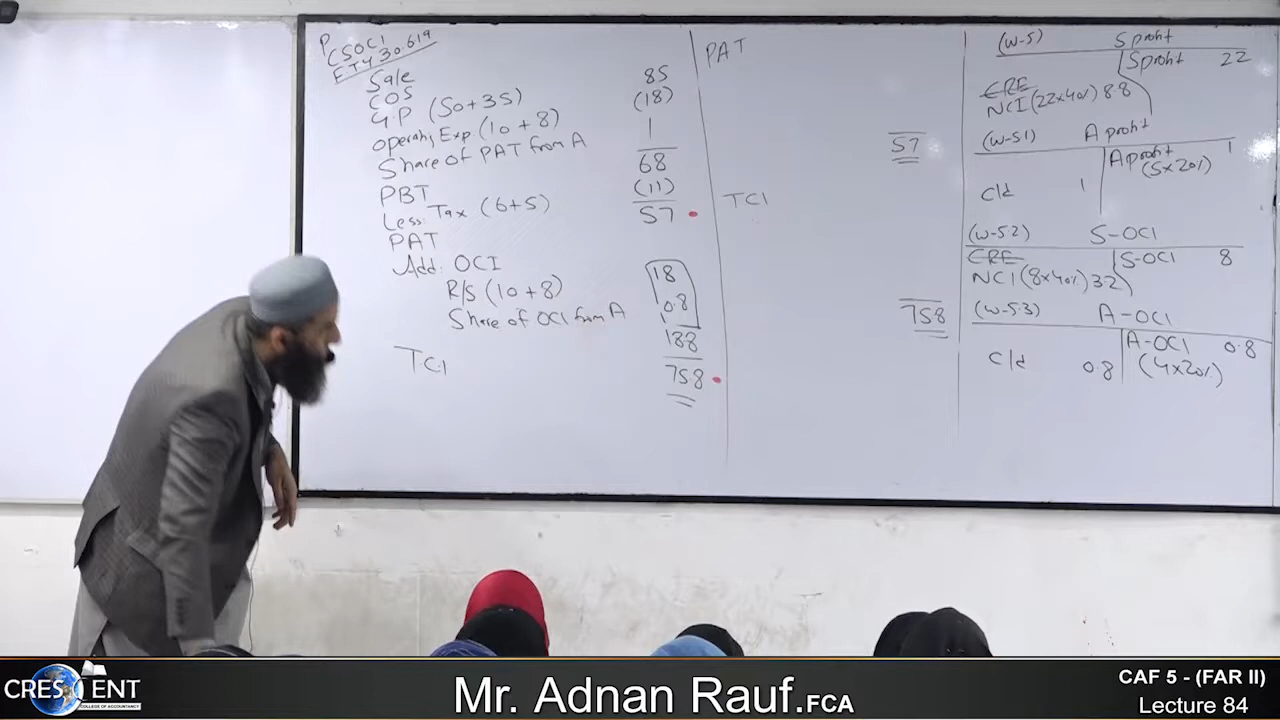 P
CSOCI
FTY 30.6.19
Sale
COS
G.P (50+35) 85
Operati, Exp (10+8) (18)
Share of PAT from A 1
PBT 68
Less: Tax (6+5) (11)
PAT 57
Add: OCI
R/S (10+8) 18
Share of OCI from A 0.8
18.8
TCI 75.8
PAT
57
TCI
75.8
(W-5) S profit
S profit 22
CRE
NCI (22x40%) 8.8
(W-5.1) A profit
A profit 1
(5x20%)
c/d 1
(W-5.2) S-OCI
CRE S-OCI 8
NCI (8x40%) 3.2
(W-5.3) A-OCI
A-OCI 0.8
c/d 0.8 (4x20%)
CRESCENT
COLLEGE OF ACCOUNTANCY
Mr. Adnan Rauf.FCA
CAF 5 - (FAR II)
Lecture 84